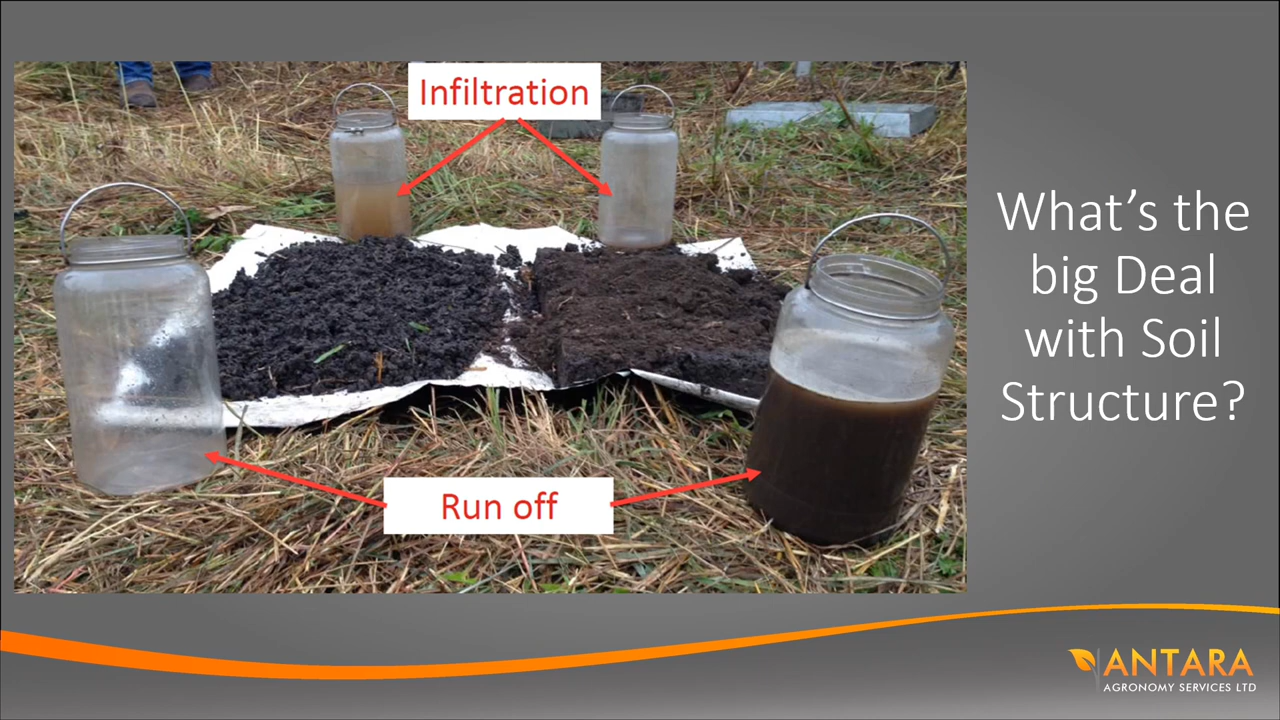 Infiltration
Run off
What's the
big Deal
with Soil
Structure?
ANTARA
AGRONOMY SERVICES LTD